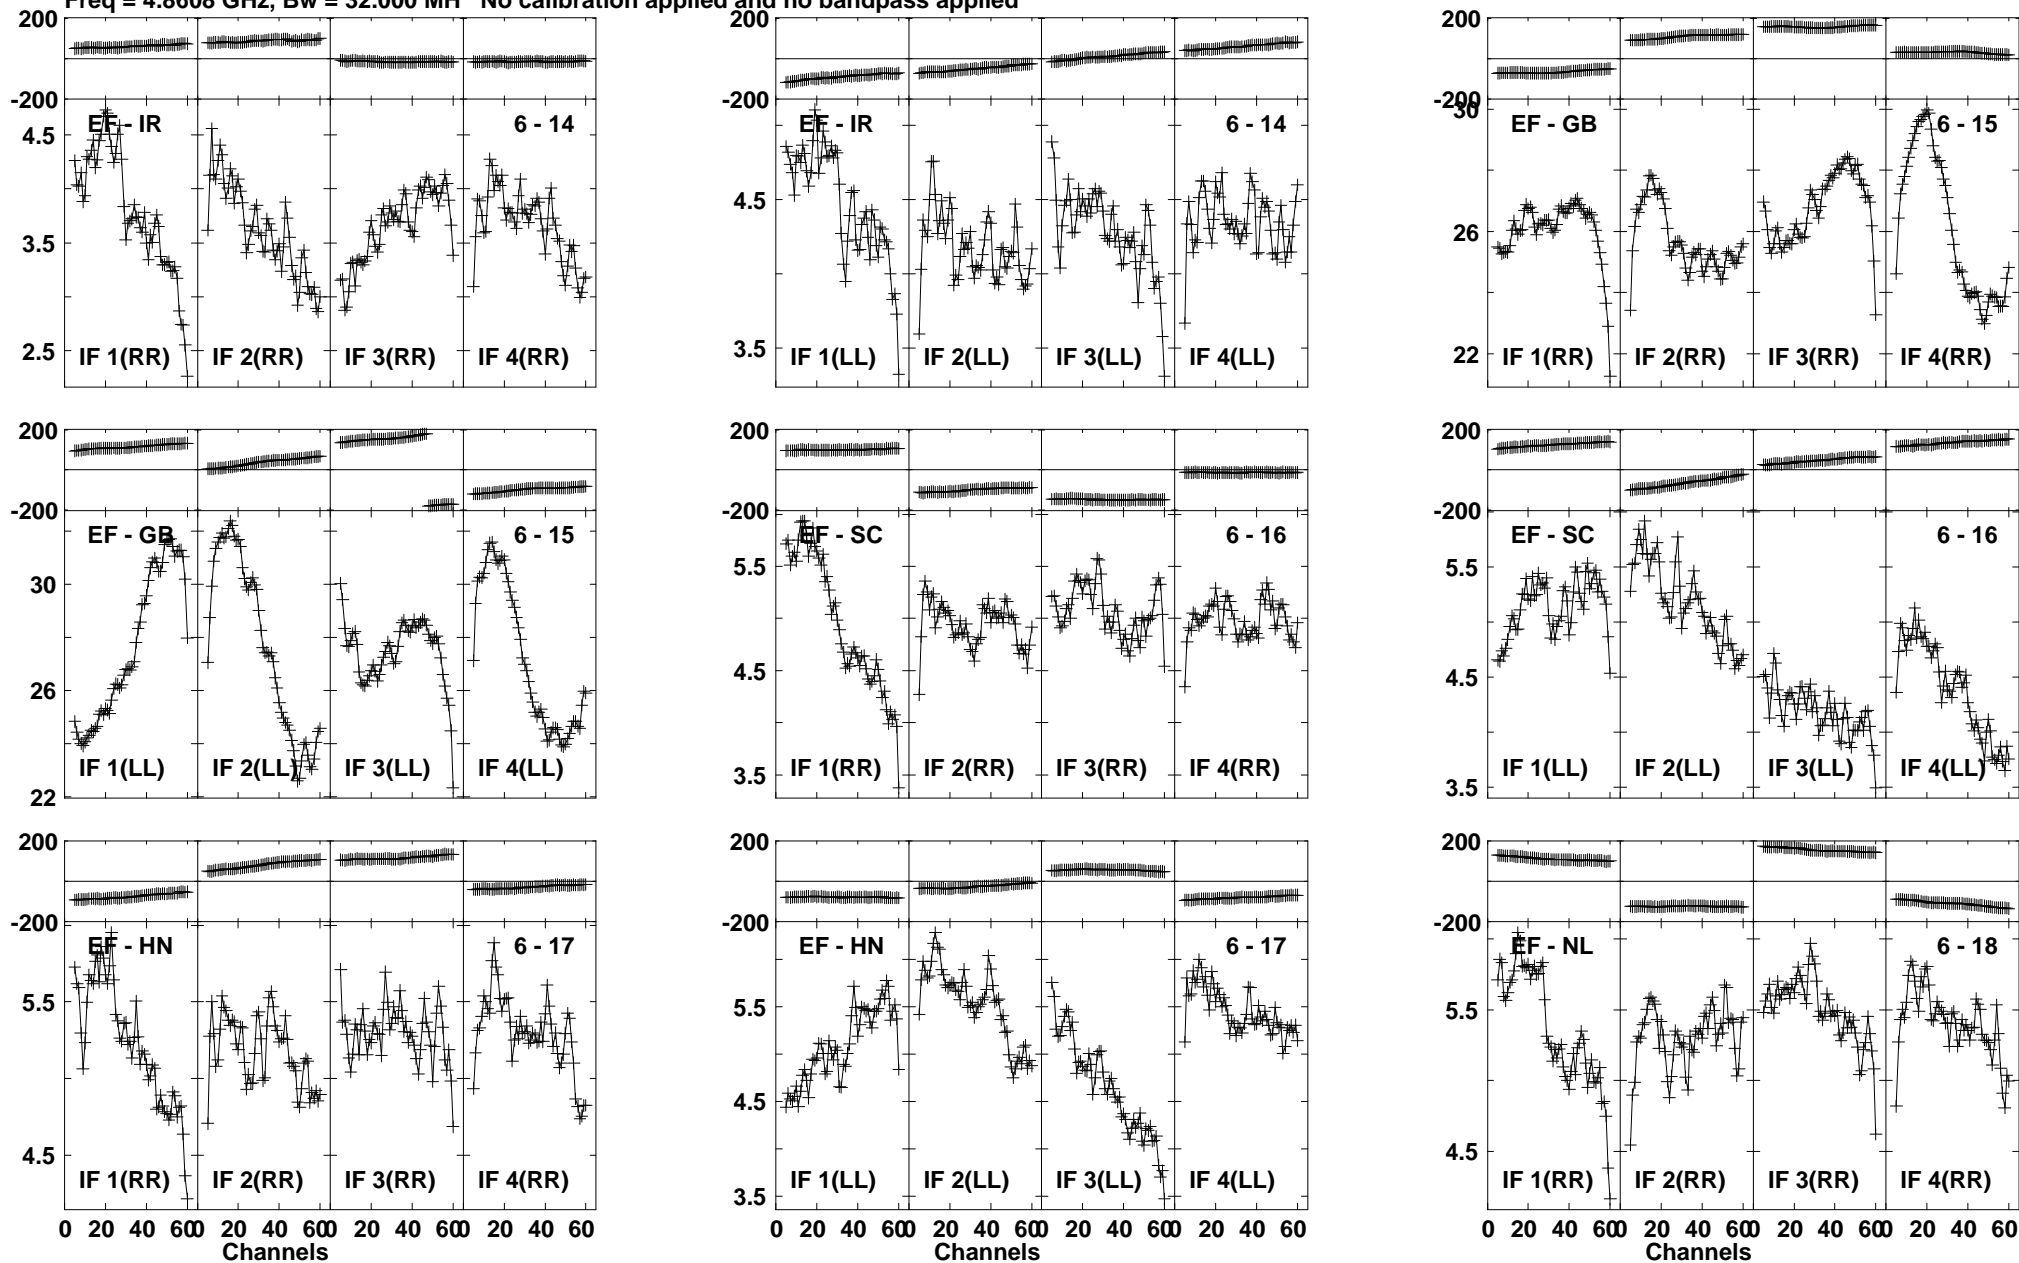 Freq = 4.8608 GHz, Bw = 32.000 MH No calibration applied and no bandpass applied
200 200 200
-200 -200 -200
EF - IR 6 - 14 EF - IR 6 - 14 EF - GB 6 - 15
30
4.5 4.5 26
3.5 3.5 22
2.5
IF 1(RR) IF 2(RR) IF 3(RR) IF 4(RR) IF 1(LL) IF 2(LL) IF 3(LL) IF 4(LL) IF 1(RR) IF 2(RR) IF 3(RR) IF 4(RR)
200 200 200
-200 -200 -200
EF - GB 6 - 15 EF - SC 6 - 16 EF - SC 6 - 16
30 5.5 5.5
26 4.5 4.5
IF 1(LL) IF 2(LL) IF 3(LL) IF 4(LL) IF 1(RR) IF 2(RR) IF 3(RR) IF 4(RR) IF 1(LL) IF 2(LL) IF 3(LL) IF 4(LL)
22 3.5 3.5
200 200 200
-200 -200 -200
EF - HN 6 - 17 EF - HN 6 - 17 EF - NL 6 - 18
5.5 5.5 5.5
4.5 4.5 4.5
IF 1(RR) IF 2(RR) IF 3(RR) IF 4(RR) IF 1(LL) IF 2(LL) IF 3(LL) IF 4(LL) IF 1(RR) IF 2(RR) IF 3(RR) IF 4(RR)
3.5
0 20 40 60 0 20 40 60 0 20 40 60 0 20 40 60 0 20 40 60 0 20 40 60 0 20 40 60 0 20 40 60 0 20 40 60 0 20 40 60 0 20 40 60 0 20 40 60
Channels Channels Channels